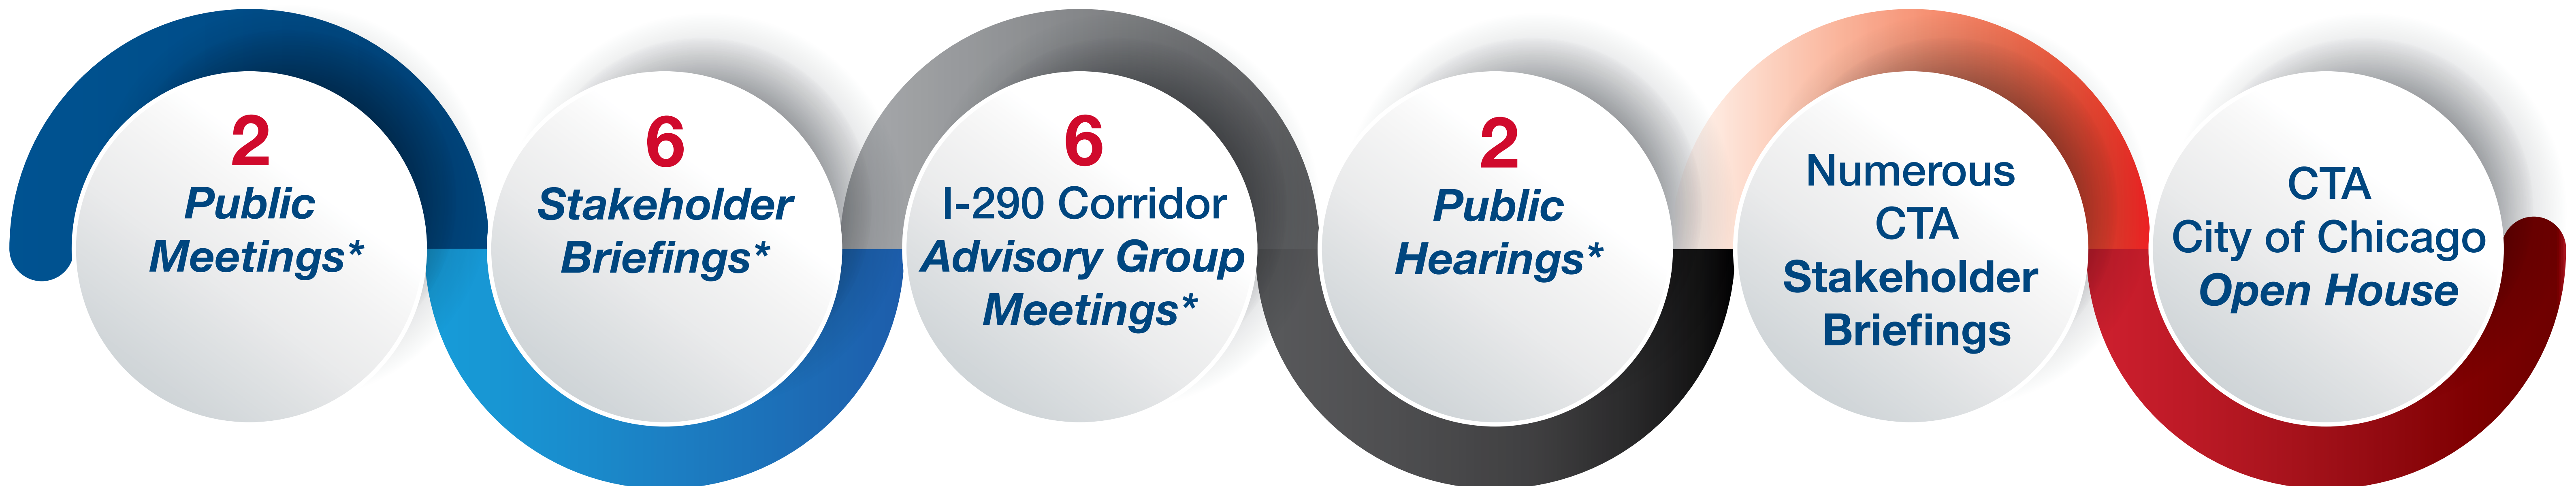 2
Public
Meetings*
6
Stakeholder
Briefings*
6
I-290 Corridor
Advisory Group
Meetings*
2
Public
Hearings*
Numerous
CTA
Stakeholder
Briefings
CTA
City of Chicago
Open House